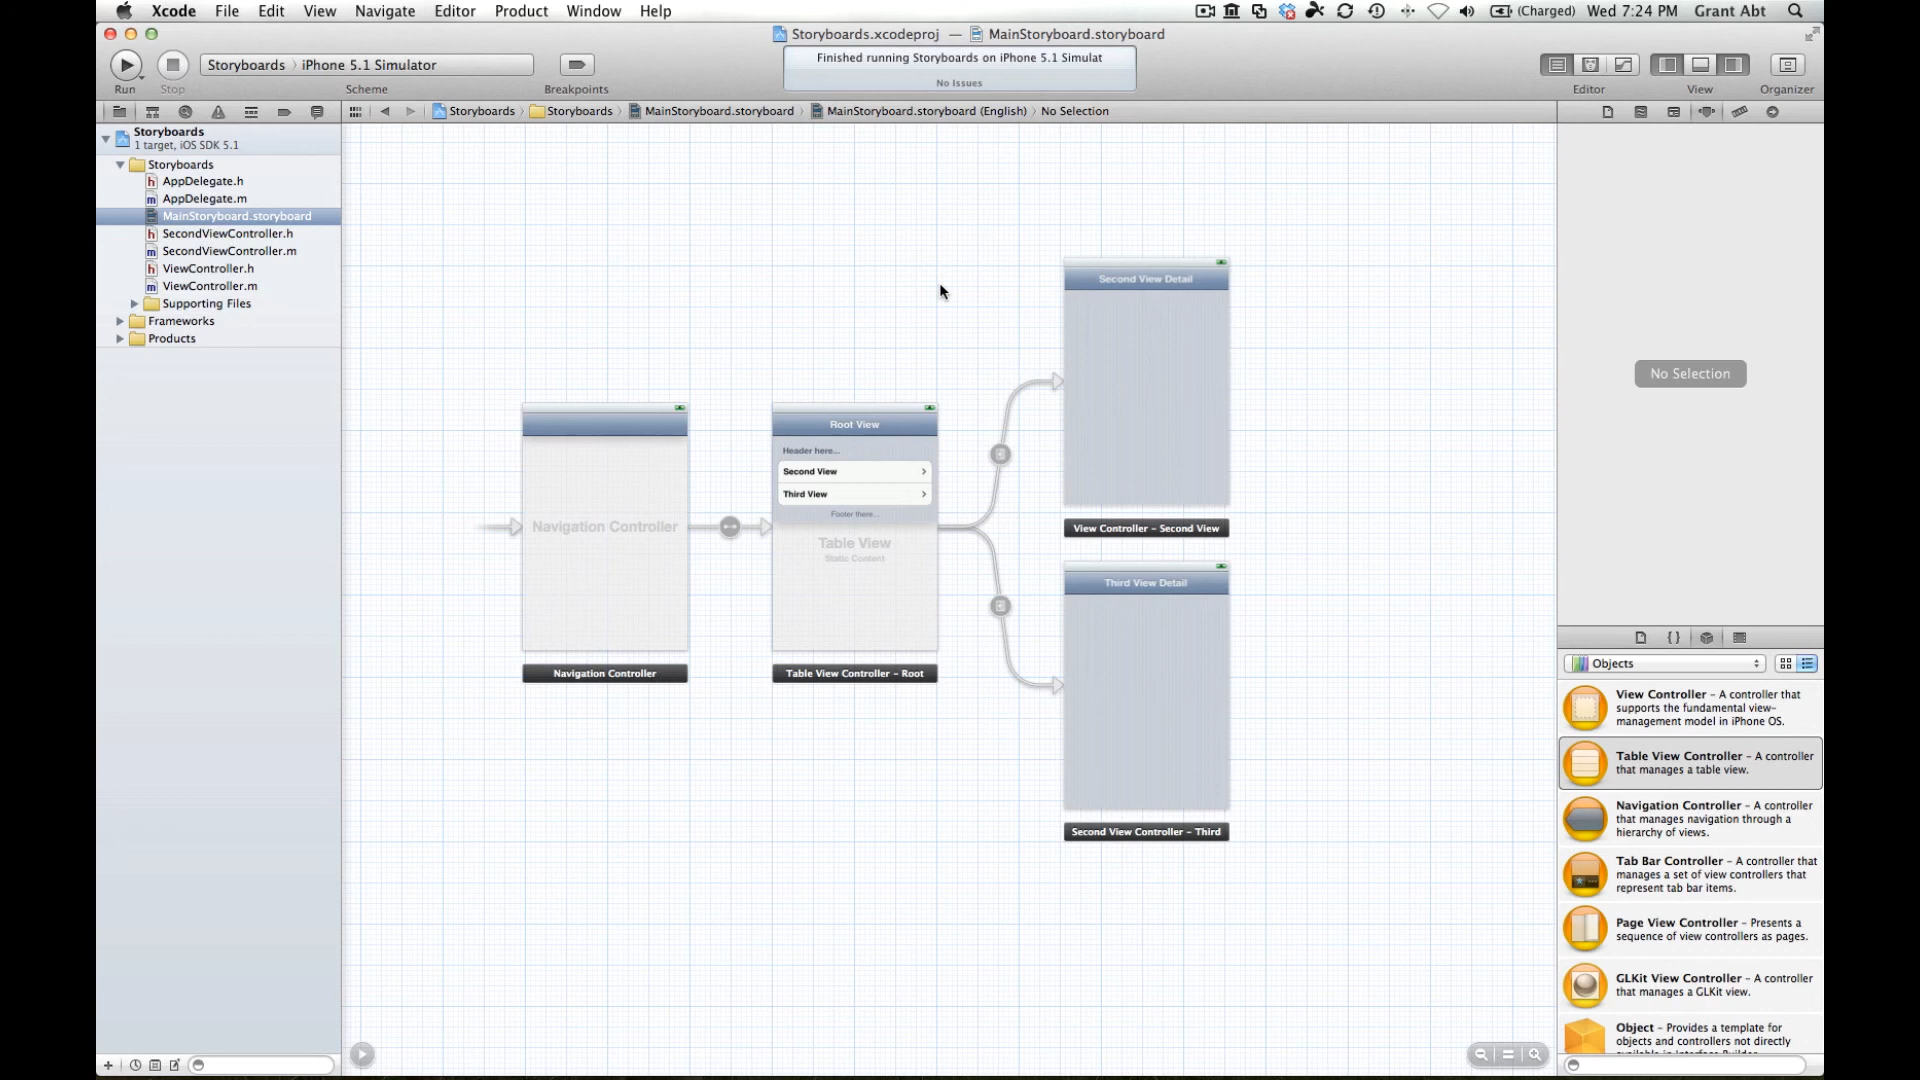 Xcode File Edit View Navigate Editor Product Window Help (Charged) Wed 7:24 PM Grant Abt
Storyboards.xcodeproj — MainStoryboard.storyboard
Storyboards iPhone 5.1 Simulator
Finished running Storyboards on iPhone 5.1 Simulat
No Issues
Run Stop Scheme Breakpoints Editor View Organizer
Storyboards Storyboards MainStoryboard.storyboard MainStoryboard.storyboard (English) No Selection
Storyboards
1 target, iOS SDK 5.1
Storyboards
AppDelegate.h
AppDelegate.m
MainStoryboard.storyboard
SecondViewController.h
SecondViewController.m
ViewController.h
ViewController.m
Supporting Files
Frameworks
Products
Navigation Controller
Navigation Controller
Root View
Header here...
Second View
Third View
Footer there...
Table View
Static Content
Table View Controller – Root
Second View Detail
View Controller – Second View
Third View Detail
Second View Controller – Third
No Selection
Objects
View Controller – A controller that
supports the fundamental view-
management model in iPhone OS.
Table View Controller – A controller
that manages a table view.
Navigation Controller – A controller
that manages navigation through a
hierarchy of views.
Tab Bar Controller – A controller that
manages a set of view controllers that
represent tab bar items.
Page View Controller – Presents a
sequence of view controllers as pages.
GLKit View Controller – A controller
that manages a GLKit view.
Object – Provides a template for
objects and controllers not directly
available in Interface Builder